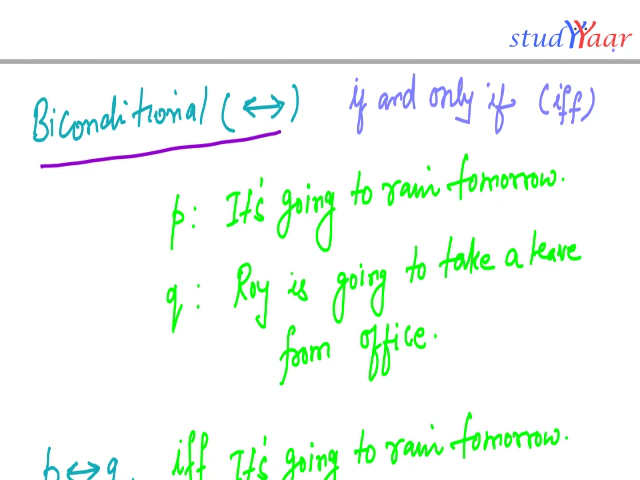 studYYaar
Biconditional (↔) if and only if (iff)
p: It's going to rain tomorrow.
q: Roy is going to take a leave
from office.
p↔q. iff It's going to rain tomorrow.